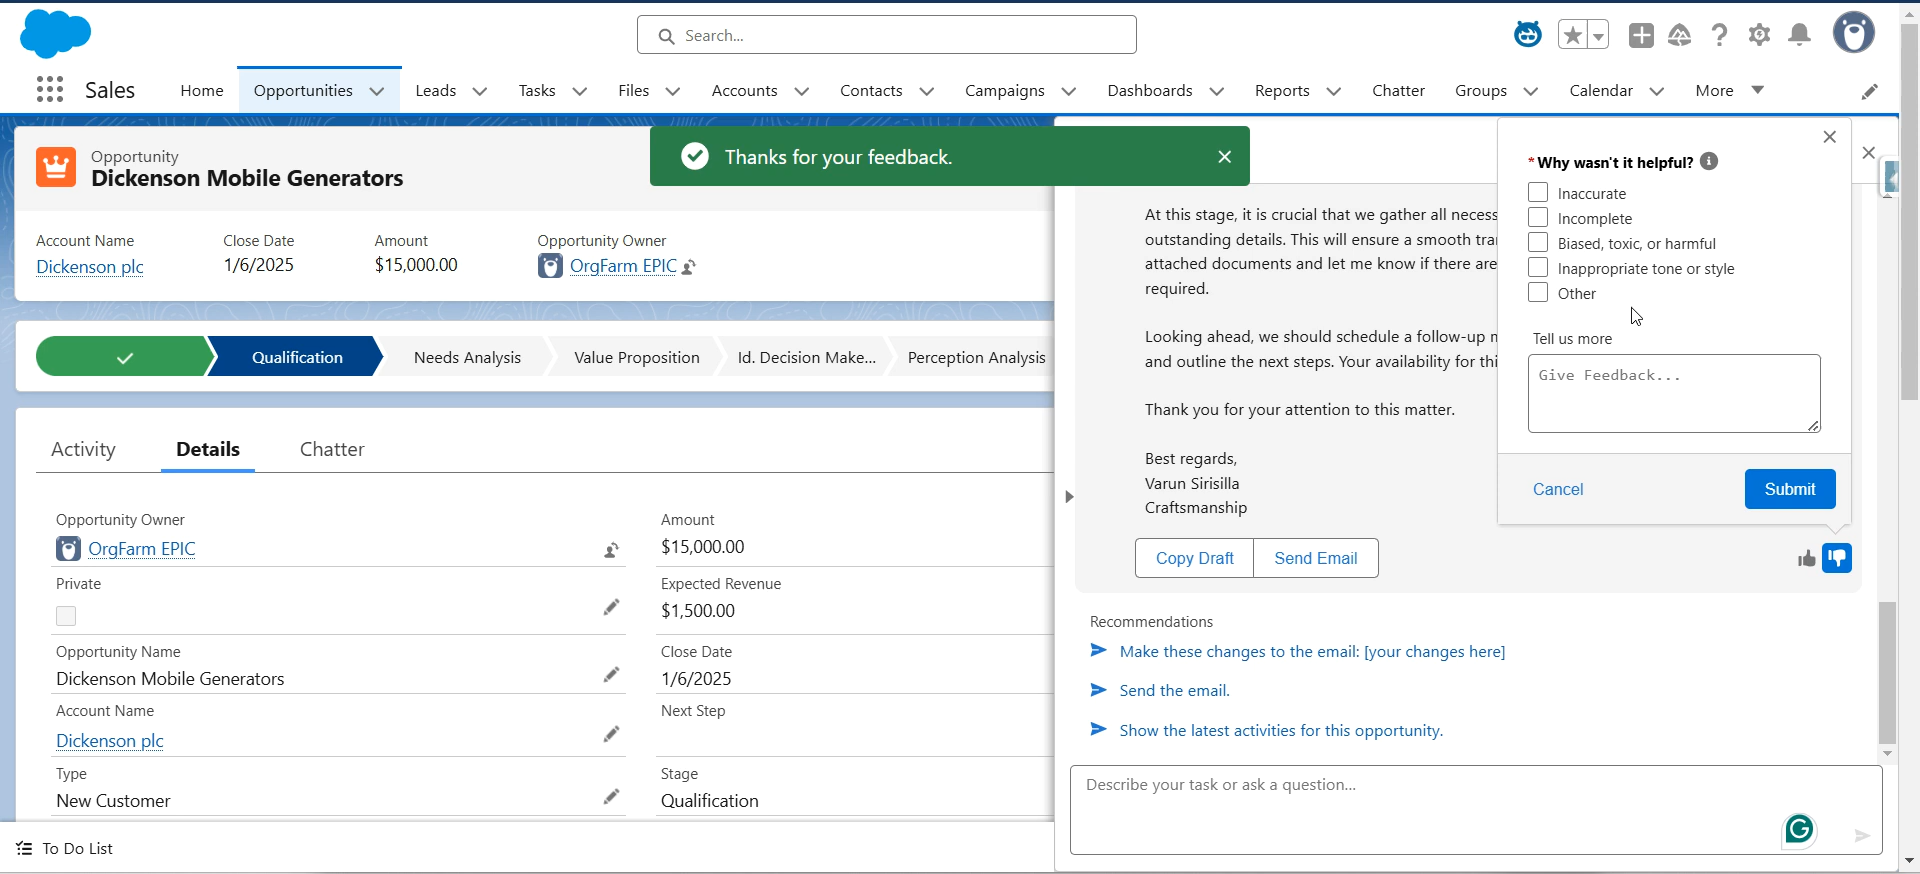 Search...
Sales
Home
Opportunities
Leads
Tasks
Files
Accounts
Contacts
Campaigns
Dashboards
Reports
Chatter
Groups
Calendar
More
Opportunity
Dickenson Mobile Generators
Thanks for your feedback.
Account Name
Close Date
Amount
Opportunity Owner
Dickenson plc
1/6/2025
$15,000.00
OrgFarm EPIC
Qualification
Needs Analysis
Value Proposition
Id. Decision Make...
Perception Analysis
Activity
Details
Chatter
Opportunity Owner
OrgFarm EPIC
Amount
$15,000.00
Private
Expected Revenue
$1,500.00
Opportunity Name
Dickenson Mobile Generators
Close Date
1/6/2025
Account Name
Dickenson plc
Next Step
Type
New Customer
Stage
Qualification
To Do List
At this stage, it is crucial that we gather all
outstanding details. This will ensure a smooth
attached documents and let me know if there are
required.
Looking ahead, we should schedule a follow-up
and outline the next steps. Your availability for
Thank you for your attention to this matter.
Best regards,
Varun Sirisilla
Craftsmanship
Copy Draft
Send Email
*Why wasn't it helpful?
Inaccurate
Incomplete
Biased, toxic, or harmful
Inappropriate tone or style
Other
Tell us more
Give Feedback...
Cancel
Submit
Recommendations
Make these changes to the email: [your changes here]
Send the email.
Show the latest activities for this opportunity.
Describe your task or ask a question...